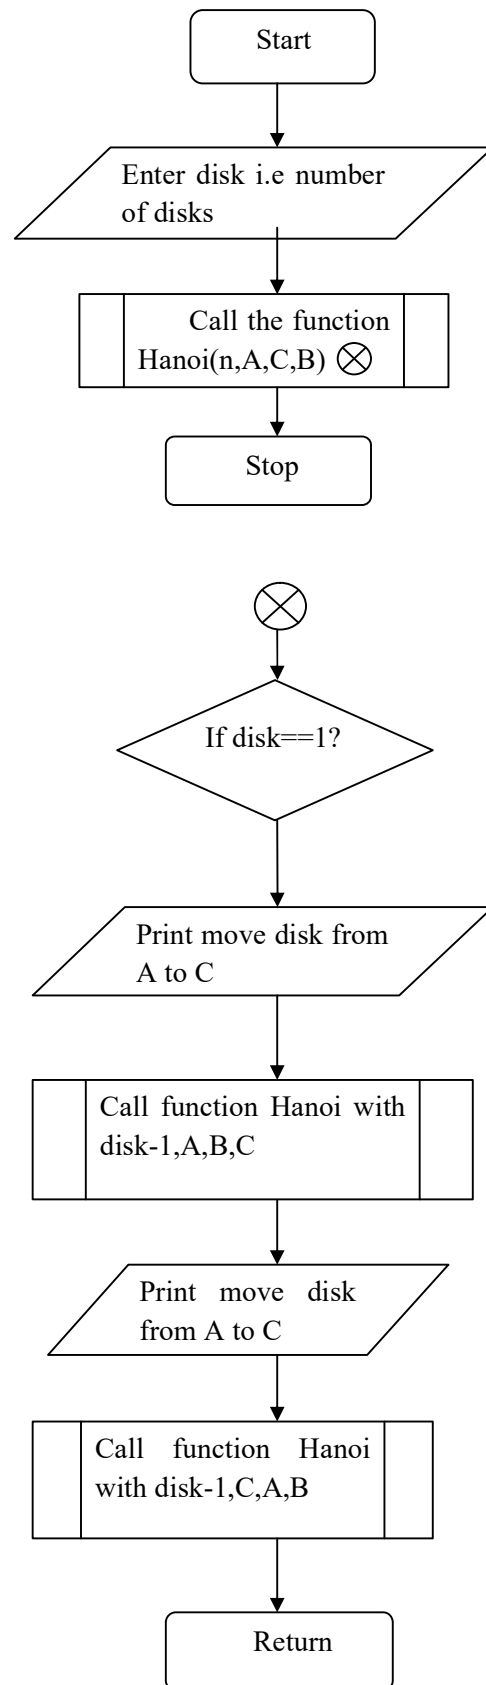 Start
Enter disk i.e number
of disks
Call the function
Hanoi(n,A,C,B)
Stop
If disk==1?
Print move disk from
A to C
Call function Hanoi with
disk-1,A,B,C
Print move disk
from A to C
Call function Hanoi
with disk-1,C,A,B
Return